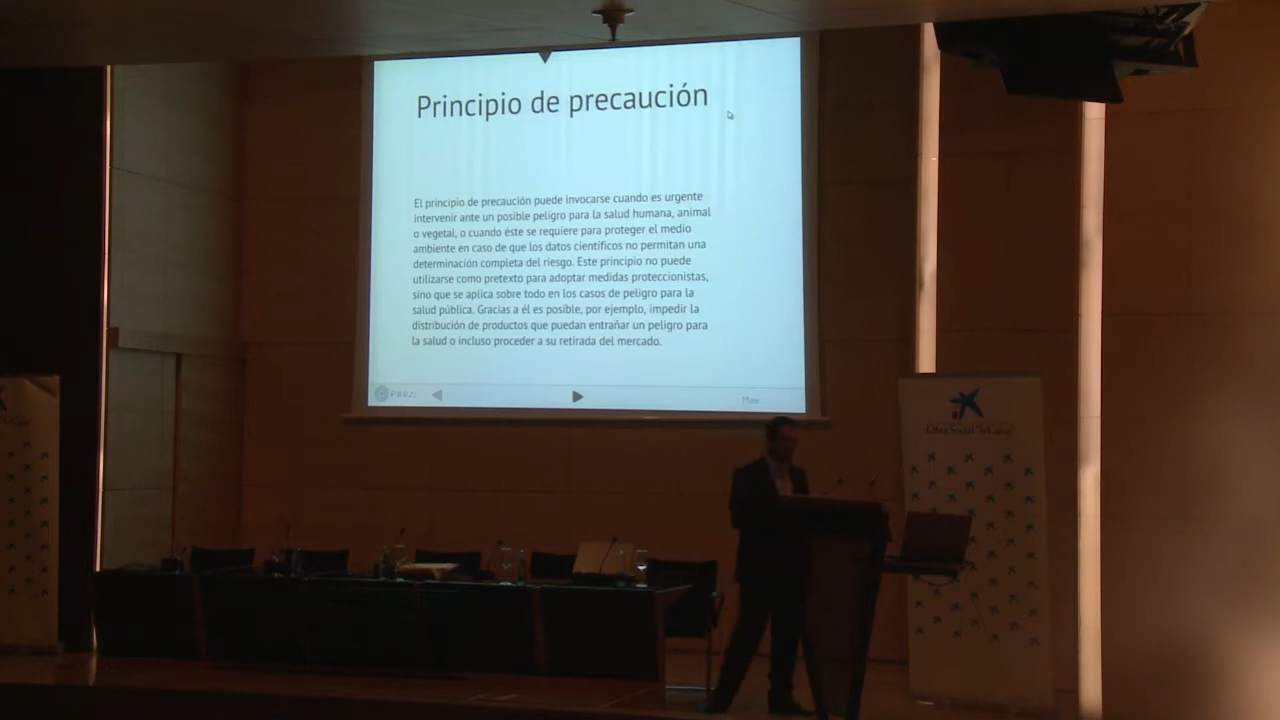 Principio de precaución
El principio de precaución puede invocarse cuando es urgente
intervenir ante un posible peligro para la salud humana, animal
o vegetal, o cuando éste se requiere para proteger el medio
ambiente en caso de que los datos científicos no permitan una
determinación completa del riesgo. Este principio no puede
utilizarse como pretexto para adoptar medidas proteccionistas,
sino que se aplica sobre todo en los casos de peligro para la
salud pública. Gracias a él es posible, por ejemplo, impedir la
distribución de productos que puedan entrañar un peligro para
la salud o incluso proceder a su retirada del mercado.
Prezi
More
Obra Social "la Caixa"